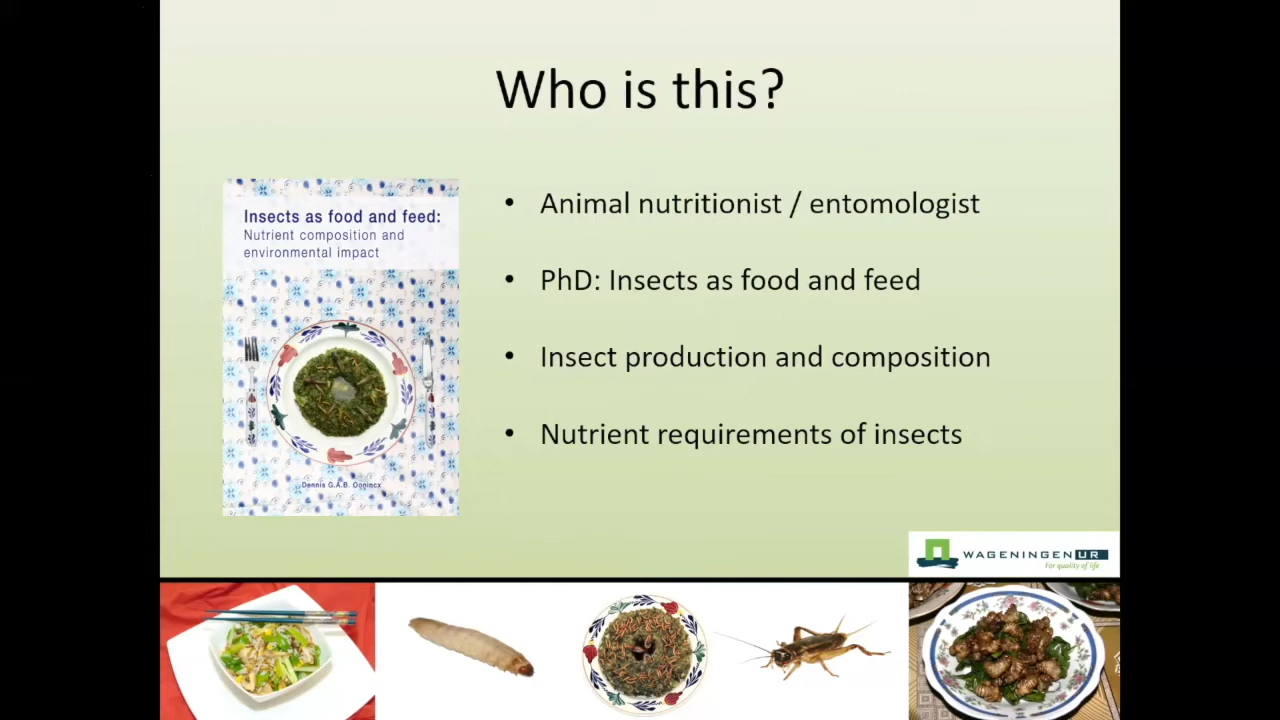 Who is this?
Insects as food and feed:
Nutrient composition and
environmental impact
Dennis G.A.B. Oonincx
• Animal nutritionist / entomologist
• PhD: Insects as food and feed
• Insect production and composition
• Nutrient requirements of insects
WAGENINGEN UR
For quality of life